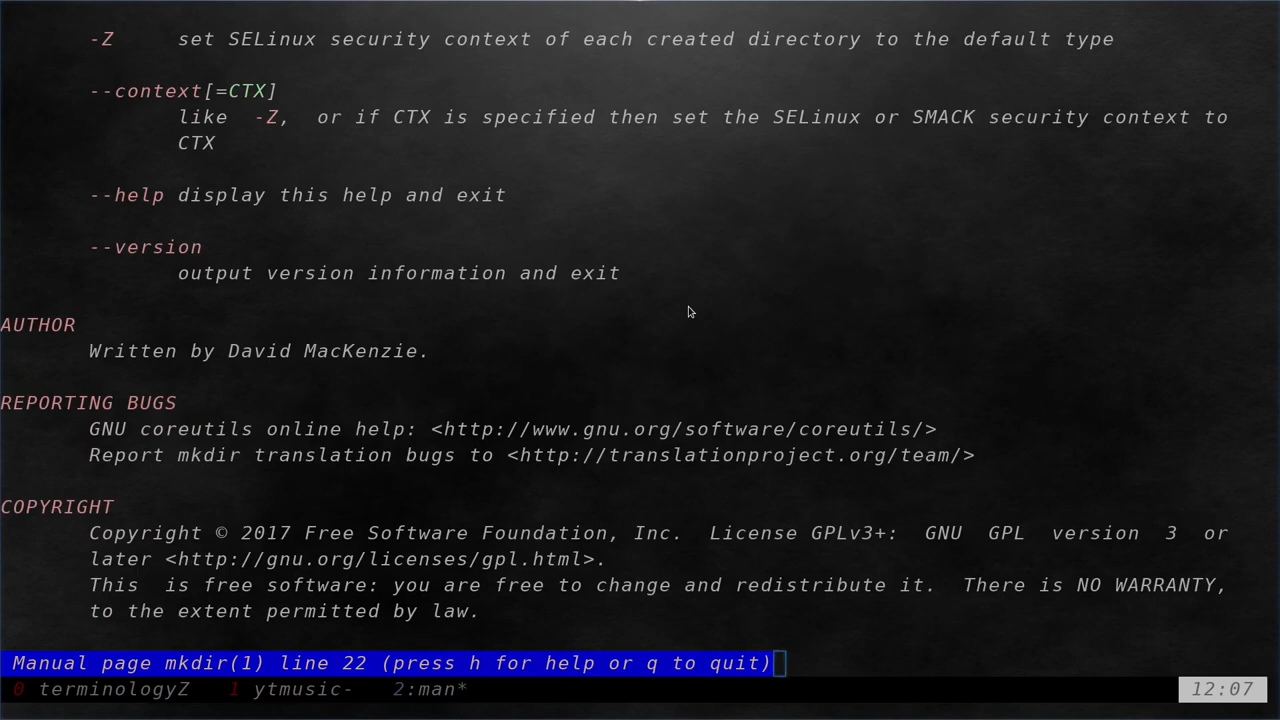 -Z     set SELinux security context of each created directory to the default type
--context[=CTX]
like  -Z,  or if CTX is specified then set the SELinux or SMACK security context to
CTX
--help display this help and exit
--version
output version information and exit
AUTHOR
Written by David MacKenzie.
REPORTING BUGS
GNU coreutils online help: <http://www.gnu.org/software/coreutils/>
Report mkdir translation bugs to <http://translationproject.org/team/>
COPYRIGHT
Copyright © 2017 Free Software Foundation, Inc.  License GPLv3+:  GNU  GPL  version  3  or
later <http://gnu.org/licenses/gpl.html>.
This  is free software: you are free to change and redistribute it.  There is NO WARRANTY,
to the extent permitted by law.
Manual page mkdir(1) line 22 (press h for help or q to quit)
0 terminologyZ   1 ytmusic-   2:man*   12:07